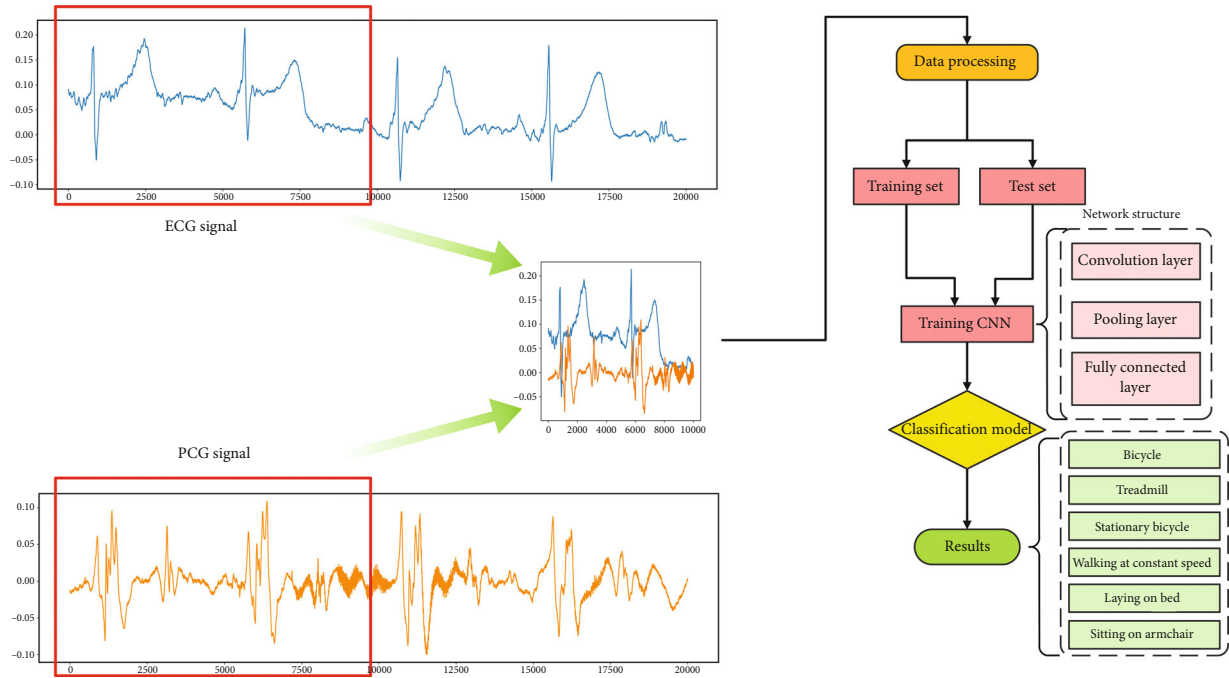 0.20
0.15
0.10
0.05
0.00
−0.05
−0.10
0
2500
5000
7500
10000
12500
15000
17500
20000
ECG signal
0.20
0.15
0.10
0.05
0.00
−0.05
0
2000
4000
6000
8000
10000
PCG signal
0.10
0.05
0.00
−0.05
−0.10
0
2500
5000
7500
10000
12500
15000
17500
20000
Data processing
Training set
Test set
Network structure
Convolution layer
Pooling layer
Fully connected
layer
Training CNN
Classification model
Results
Bicycle
Treadmill
Stationary bicycle
Walking at constant speed
Laying on bed
Sitting on armchair